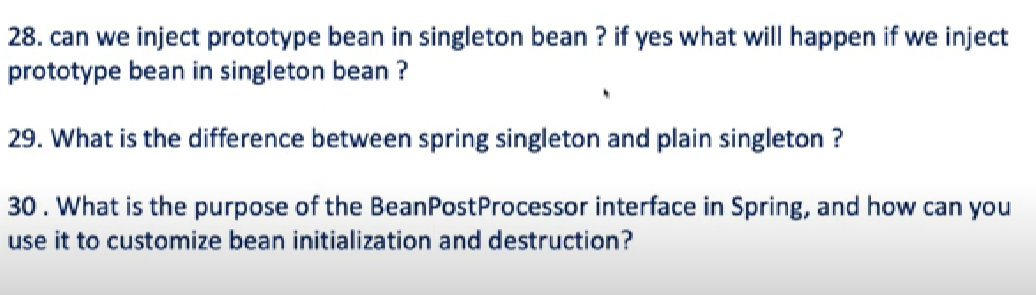 28. can we inject prototype bean in singleton bean ? if yes what will happen if we inject
prototype bean in singleton bean ?
29. What is the difference between spring singleton and plain singleton ?
30 . What is the purpose of the BeanPostProcessor interface in Spring, and how can you
use it to customize bean initialization and destruction?